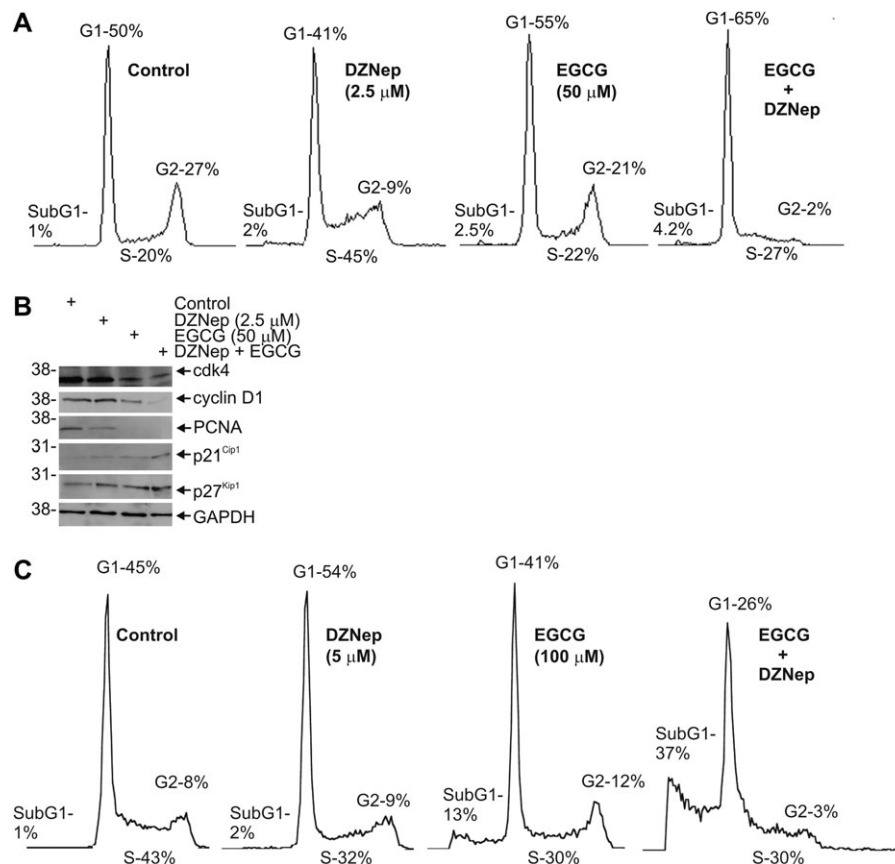 A
G1-50%
Control
G2-27%
SubG1-
1%
S-20%
G1-41%
DZNep
(2.5 μM)
G2-9%
SubG1-
2%
S-45%
G1-55%
EGCG
(50 μM)
G2-21%
SubG1-
2.5%
S-22%
G1-65%
EGCG
+
DZNep
G2-2%
SubG1-
4.2%
S-27%
B
+ Control
+ DZNep (2.5 μM)
+ EGCG (50 μM)
+ DZNep + EGCG
38- cdk4
38- cyclin D1
38- PCNA
31- p21Cip1
31- p27Kip1
38- GAPDH
C
G1-45%
Control
G2-8%
SubG1-
1%
S-43%
G1-54%
DZNep
(5 μM)
G2-9%
SubG1-
2%
S-32%
G1-41%
EGCG
(100 μM)
G2-12%
SubG1-
13%
S-30%
G1-26%
EGCG
+
DZNep
SubG1-
37%
G2-3%
S-30%